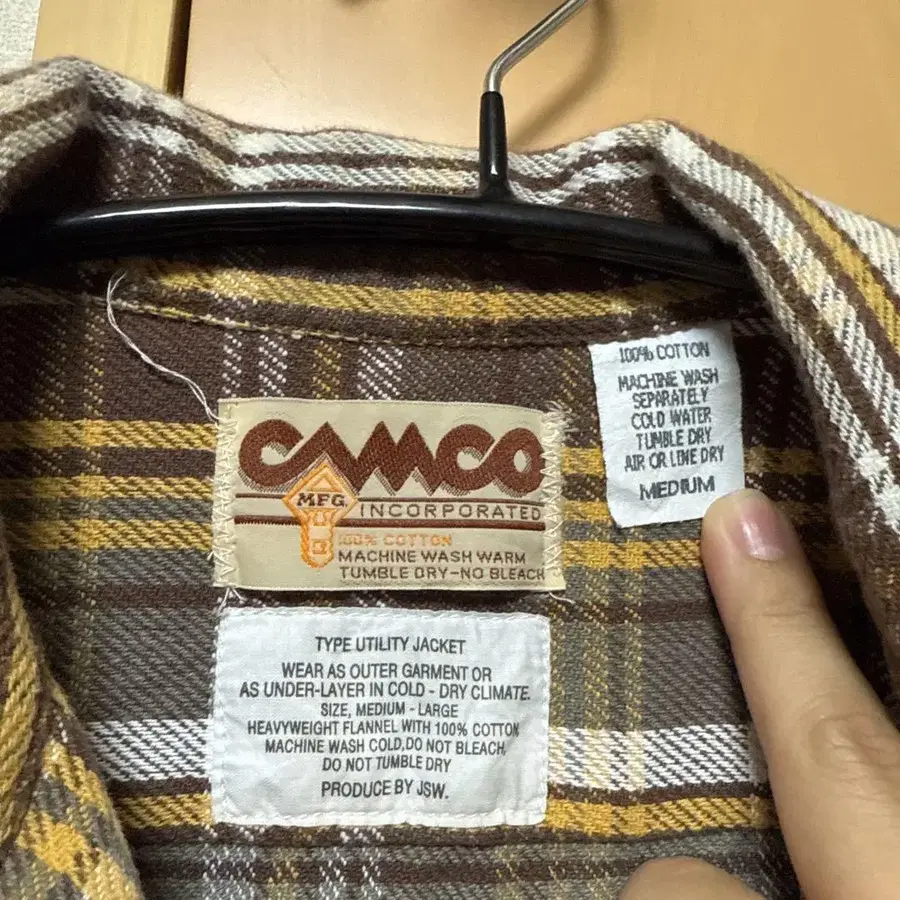 CAMCO
MFG.
INCORPORATED
100% COTTON
MACHINE WASH WARM
TUMBLE DRY-NO BLEACH
100% COTTON
MACHINE WASH
SEPARATELY
COLD WATER
TUMBLE DRY
AIR OR LINE DRY
MEDIUM
TYPE UTILITY JACKET
WEAR AS OUTER GARMENT OR
AS UNDER-LAYER IN COLD - DRY CLIMATE.
SIZE, MEDIUM - LARGE
HEAVYWEIGHT FLANNEL WITH 100% COTTON
MACHINE WASH COLD,DO NOT BLEACH,
DO NOT TUMBLE DRY
PRODUCE BY JSW.